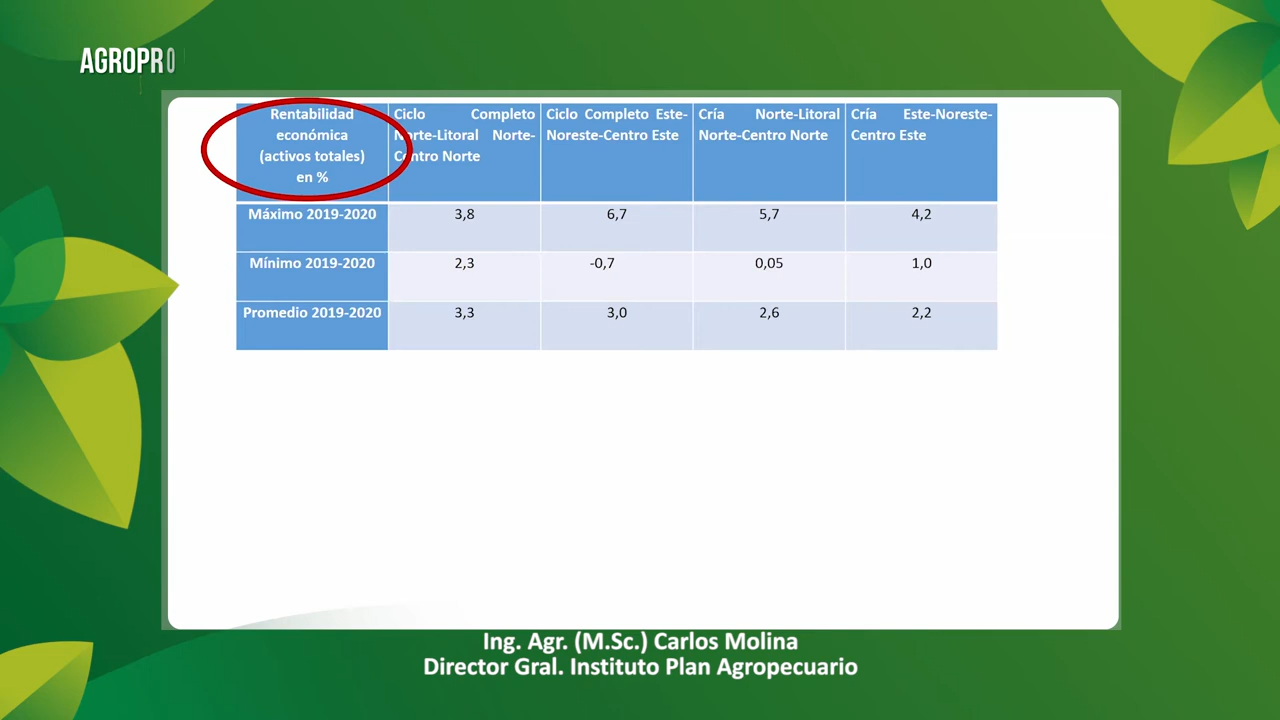 AGROPRO
Rentabilidad
económica
(activos totales)
en %
Ciclo Completo
Norte-Litoral Norte-
Centro Norte
Ciclo Completo Este-
Noreste-Centro Este
Cría Norte-Litoral
Norte-Centro Norte
Cría Este-Noreste-
Centro Este
Máximo 2019-2020 3,8 6,7 5,7 4,2
Mínimo 2019-2020 2,3 -0,7 0,05 1,0
Promedio 2019-2020 3,3 3,0 2,6 2,2
Ing. Agr. (M.Sc.) Carlos Molina
Director Gral. Instituto Plan Agropecuario